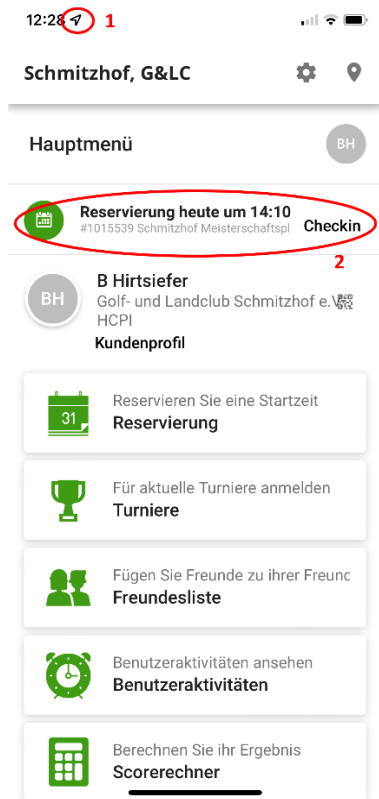 12:28
1
Schmitzhof, G&LC
Hauptmenü
BH
Reservierung heute um 14:10
#1015539 Schmitzhof Meisterschaftspl
Checkin
2
BH
B Hirtsiefer
Golf- und Landclub Schmitzhof e.V
HCPI
Kundenprofil
31
Reservieren Sie eine Startzeit
Reservierung
Für aktuelle Turniere anmelden
Turniere
Fügen Sie Freunde zu ihrer Freunc
Freundesliste
Benutzeraktivitäten ansehen
Benutzeraktivitäten
Berechnen Sie ihr Ergebnis
Scorerechner